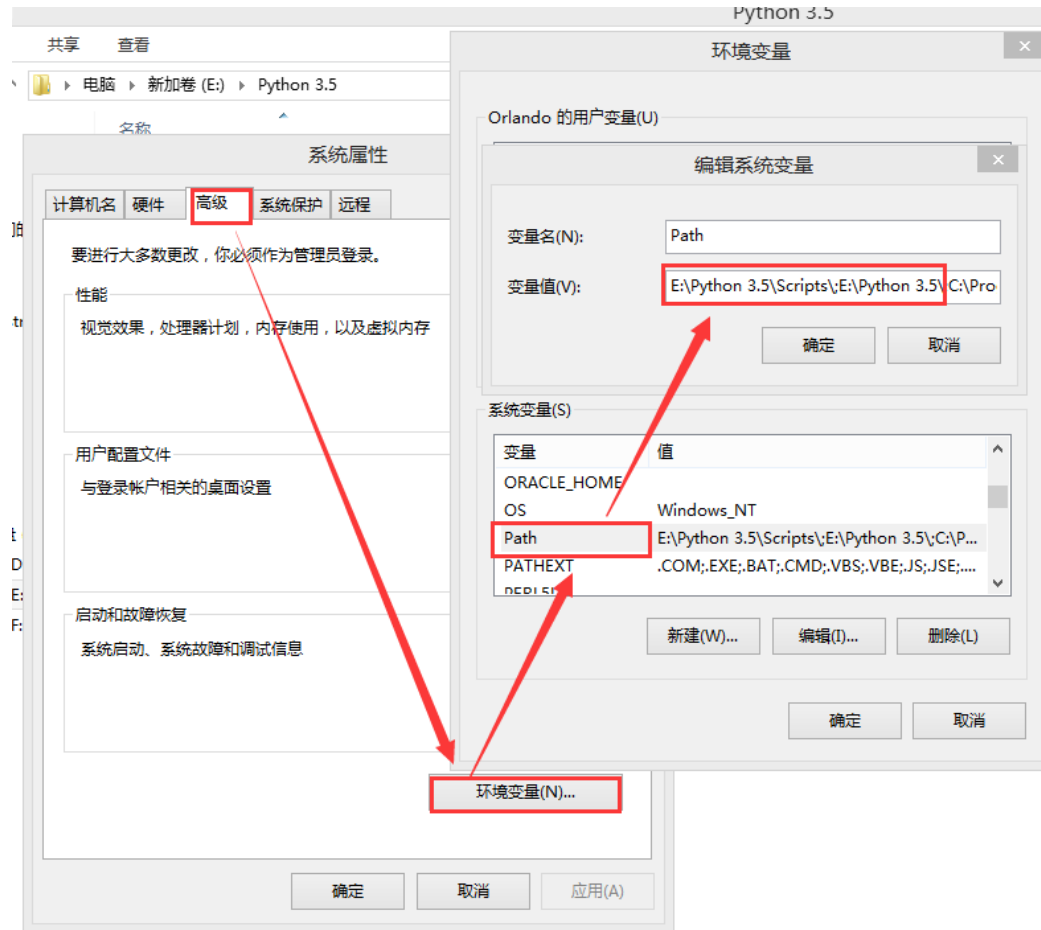 Python 3.5
共享 查看
电脑 新加卷 (E:) Python 3.5
名称
系统属性
计算机名 硬件 高级 系统保护 远程
要进行大多数更改，你必须作为管理员登录。
性能
视觉效果，处理器计划，内存使用，以及虚拟内存
用户配置文件
与登录帐户相关的桌面设置
启动和故障恢复
系统启动、系统故障和调试信息
环境变量(N)...
确定 取消 应用(A)
环境变量
Orlando 的用户变量(U)
编辑系统变量
变量名(N): Path
变量值(V): E:\Python 3.5\Scripts\;E:\Python 3.5\;C:\Pro
确定 取消
系统变量(S)
变量 值
ORACLE_HOME
OS Windows_NT
Path E:\Python 3.5\Scripts\;E:\Python 3.5\;C:\P...
PATHEXT .COM;.EXE;.BAT;.CMD;.VBS;.VBE;.JS;.JSE;....
新建(W)... 编辑(I)... 删除(L)
确定 取消
E:
F: